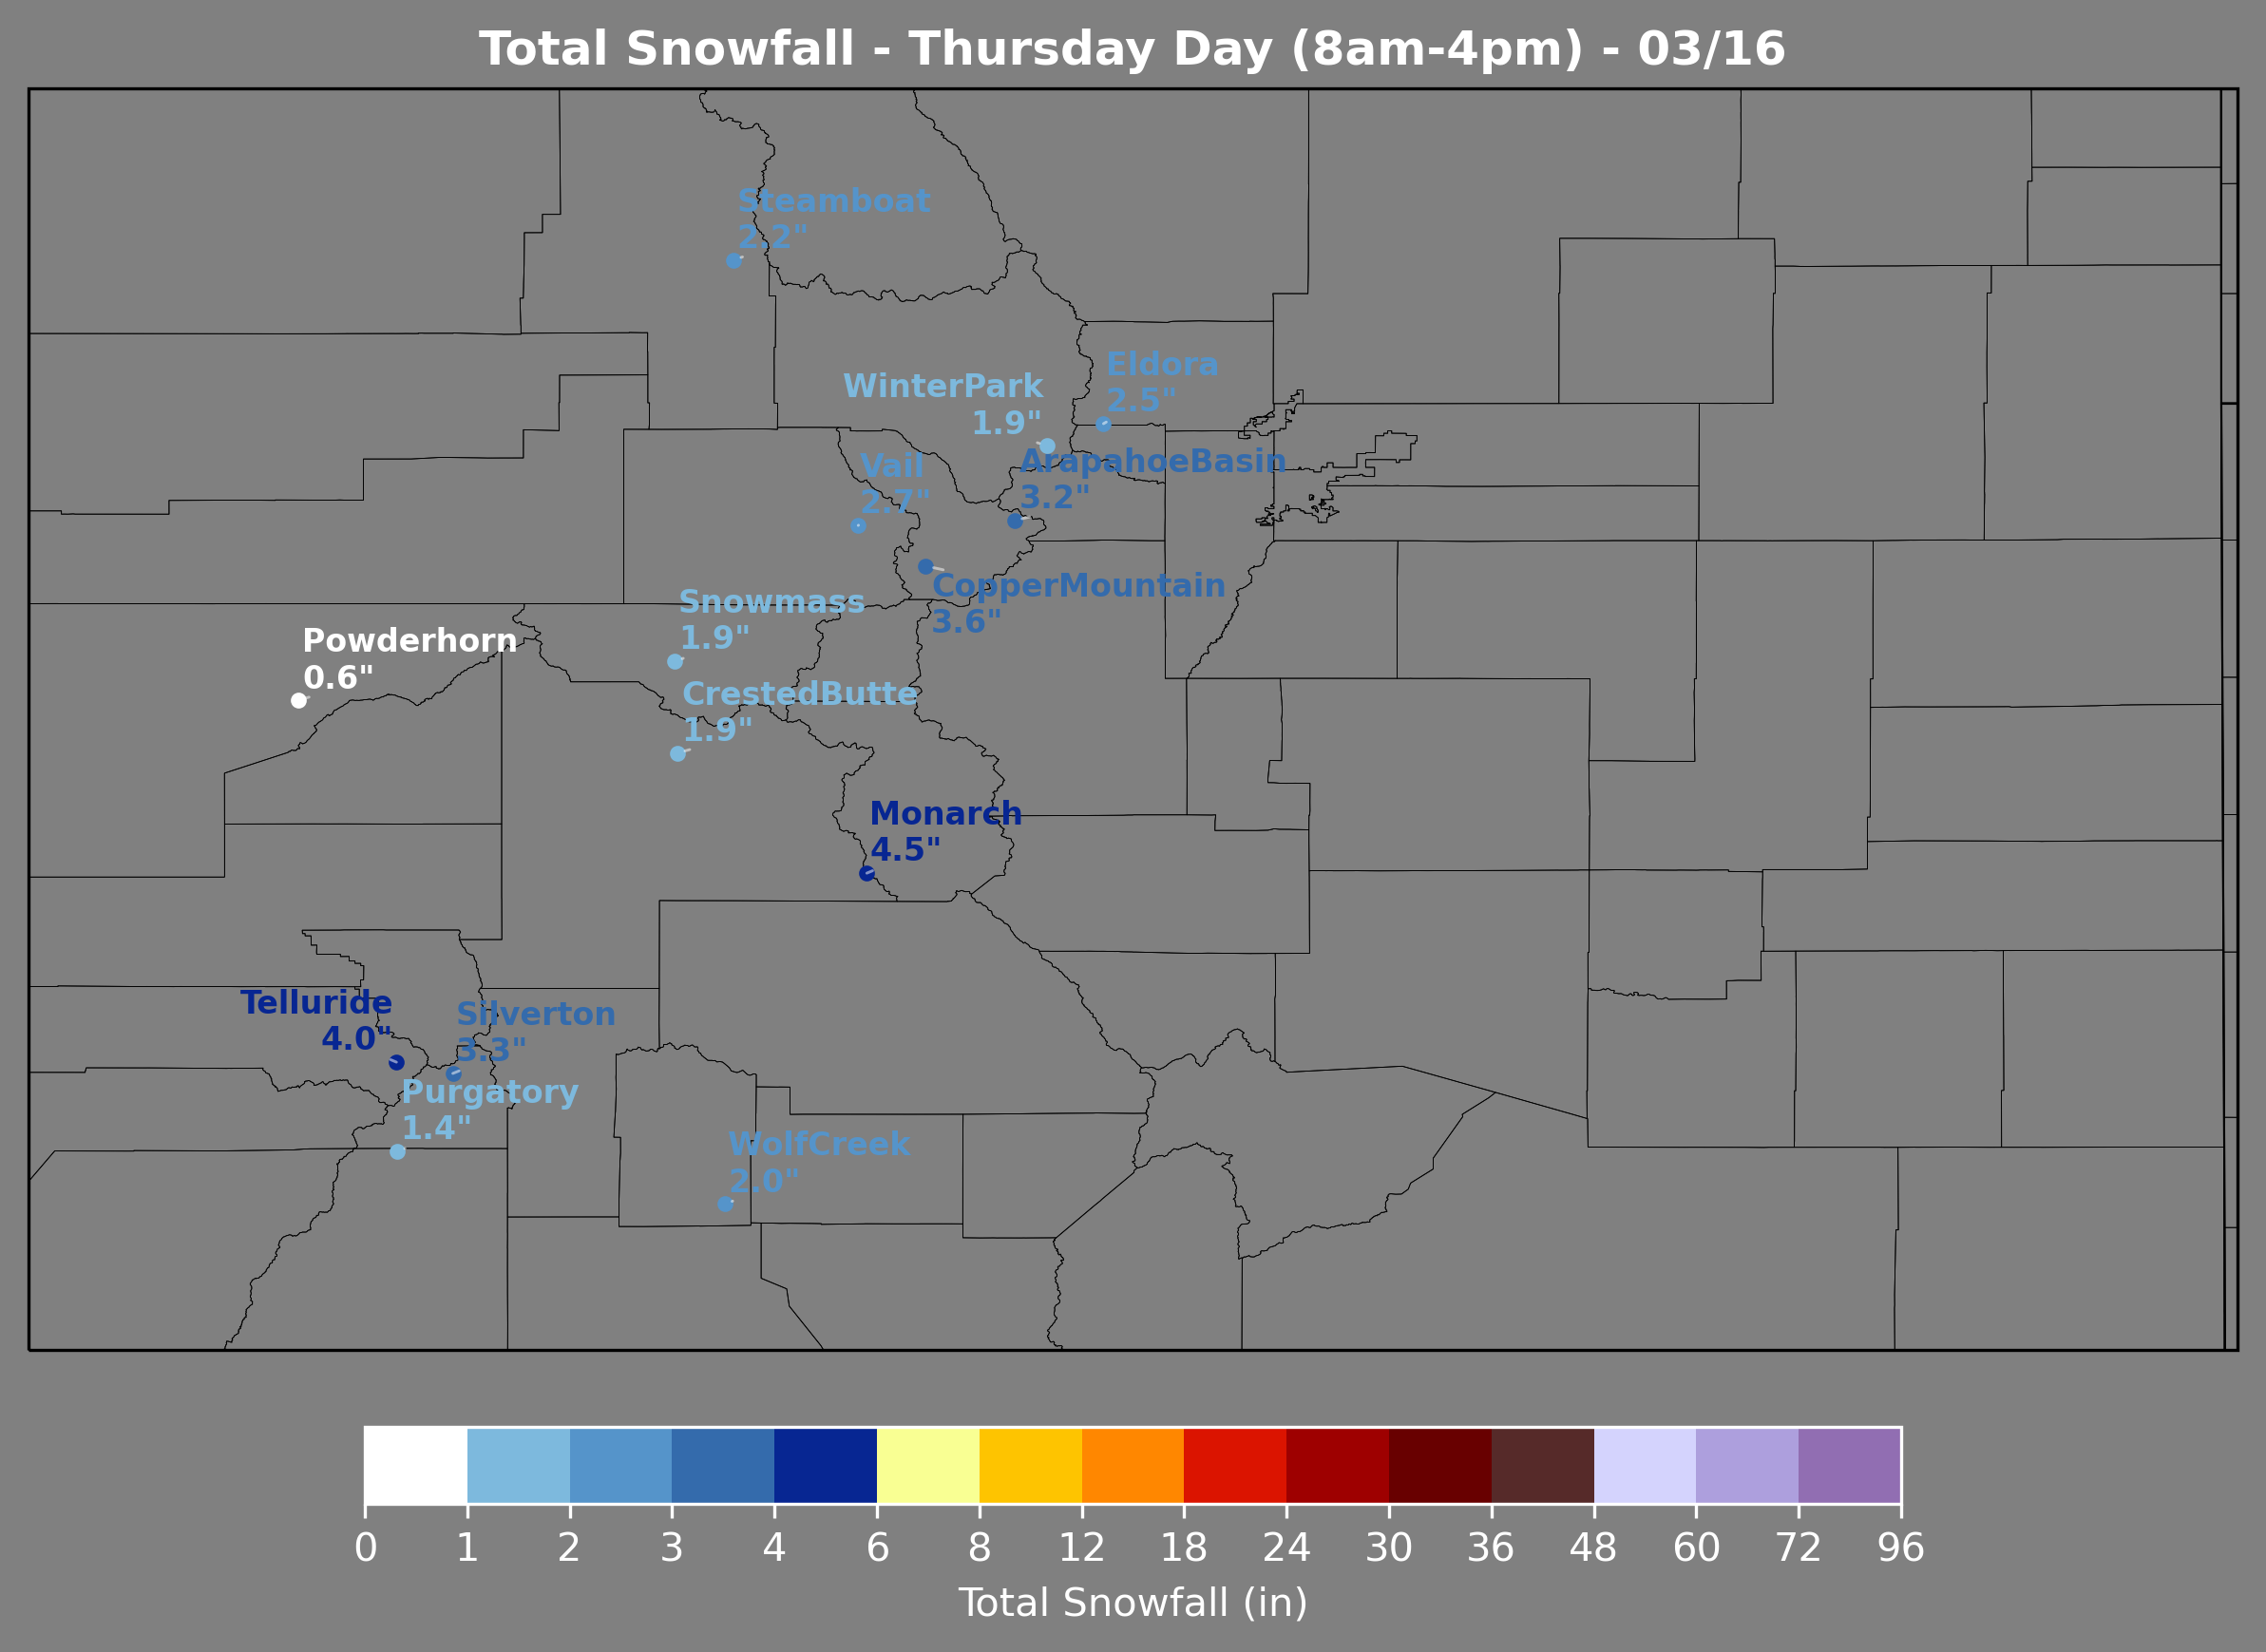 Total Snowfall - Thursday Day (8am-4pm) - 03/16
Steamboat
2.2"
Eldora
2.5"
WinterPark
1.9"
ArapahoeBasin
3.2"
Vail
2.7"
CopperMountain
3.6"
Snowmass
1.9"
Powderhorn
0.6"
CrestedButte
1.9"
Monarch
4.5"
Telluride
4.0"
Silverton
3.3"
Purgatory
1.4"
WolfCreek
2.0"
0 1 2 3 4 6 8 12 18 24 30 36 48 60 72 96
Total Snowfall (in)